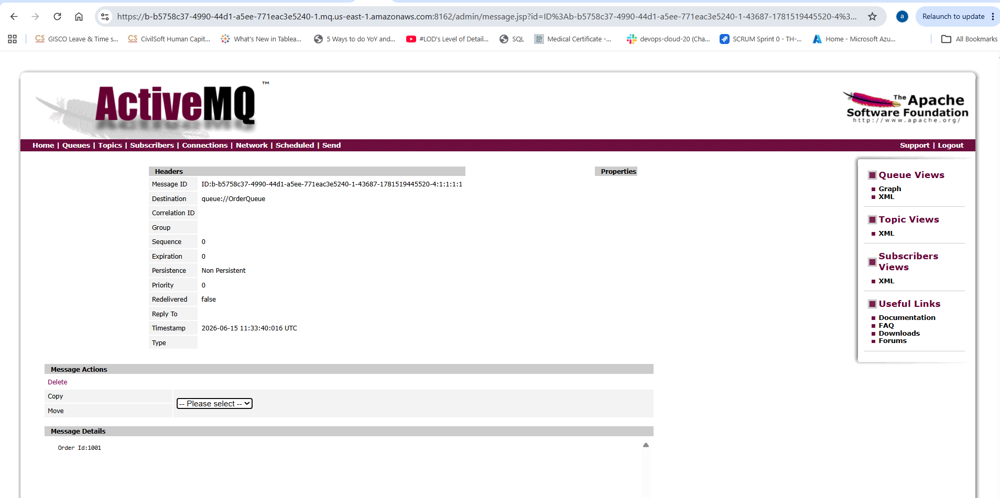 https://b-b5758c37-4990-44d1-a5ee-771eac3e5240-1.mq.us-east-1.amazonaws.com:8162/admin/message.jsp?id=ID%3Ab-b5758c37-4990-44d1-a5ee-771eac3e5240-1-43687-1781519445520-4%3...
a
Relaunch to update
CS GISCO Leave & Time s...
CS CivilSoft Human Capit...
What's New in Tablea...
5 Ways to do YoY and...
#LOD's Level of Detail...
SQL
Medical Certificate -...
devops-cloud-20 (Cha...
SCRUM Sprint 0 - TH-...
Home - Microsoft Azu...
All Bookmarks
ActiveMQ™
The Apache
Software Foundation
http://www.apache.org/
Home | Queues | Topics | Subscribers | Connections | Network | Scheduled | Send
Support | Logout
Headers
Message ID ID:b-b5758c37-4990-44d1-a5ee-771eac3e5240-1-43687-1781519445520-4:1:1:1:1
Destination queue://OrderQueue
Correlation ID
Group
Sequence 0
Expiration 0
Persistence Non Persistent
Priority 0
Redelivered false
Reply To
Timestamp 2026-06-15 11:33:40:016 UTC
Type
Properties
Message Actions
Delete
Copy
Move
-- Please select --
Message Details
Order Id:1001
Queue Views
Graph
XML
Topic Views
XML
Subscribers
Views
XML
Useful Links
Documentation
FAQ
Downloads
Forums